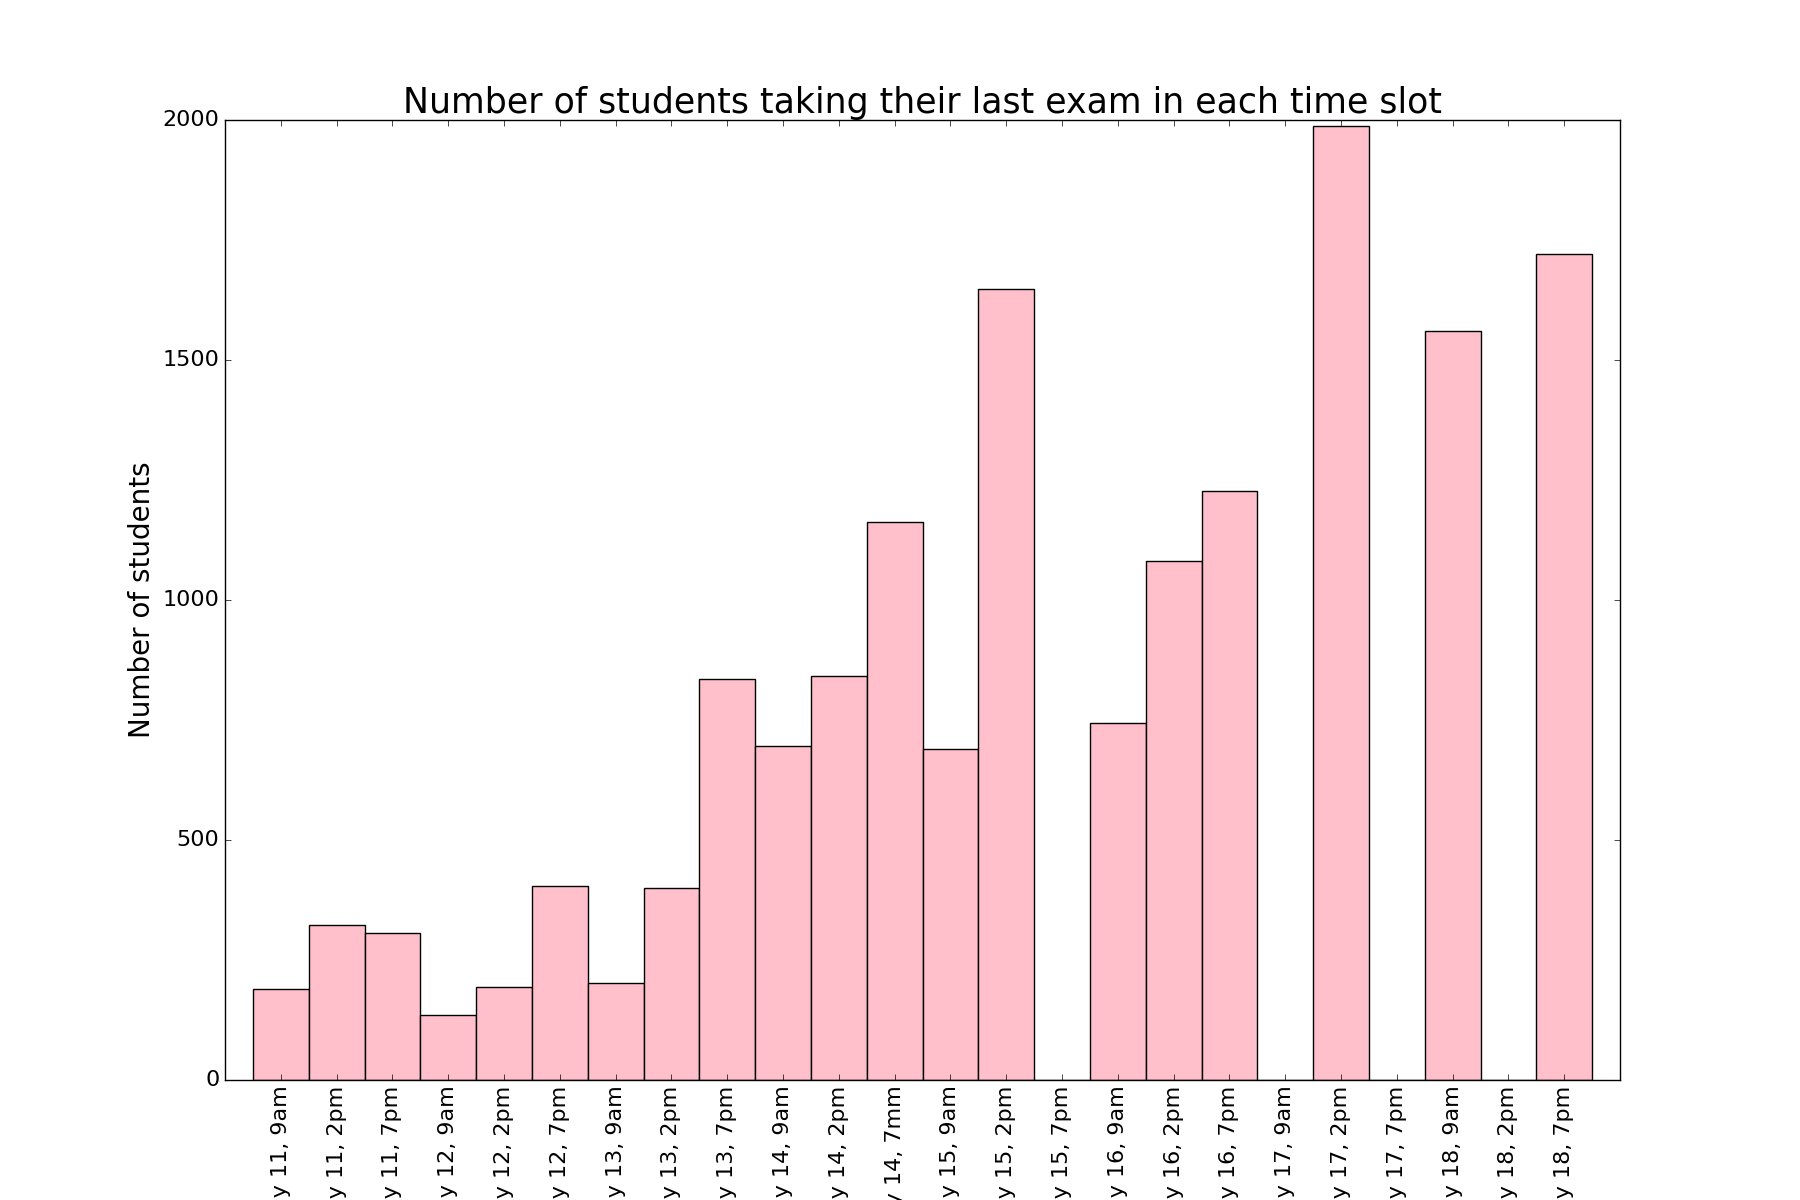 Number of students taking their last exam in each time slot
Number of students
2000
1500
1000
500
0
y 11, 9am
y 11, 2pm
y 11, 7pm
y 12, 9am
y 12, 2pm
y 12, 7pm
y 13, 9am
y 13, 2pm
y 13, 7pm
y 14, 9am
y 14, 2pm
y 14, 7mm
y 15, 9am
y 15, 2pm
y 15, 7pm
y 16, 9am
y 16, 2pm
y 16, 7pm
y 17, 9am
y 17, 2pm
y 17, 7pm
y 18, 9am
y 18, 2pm
y 18, 7pm